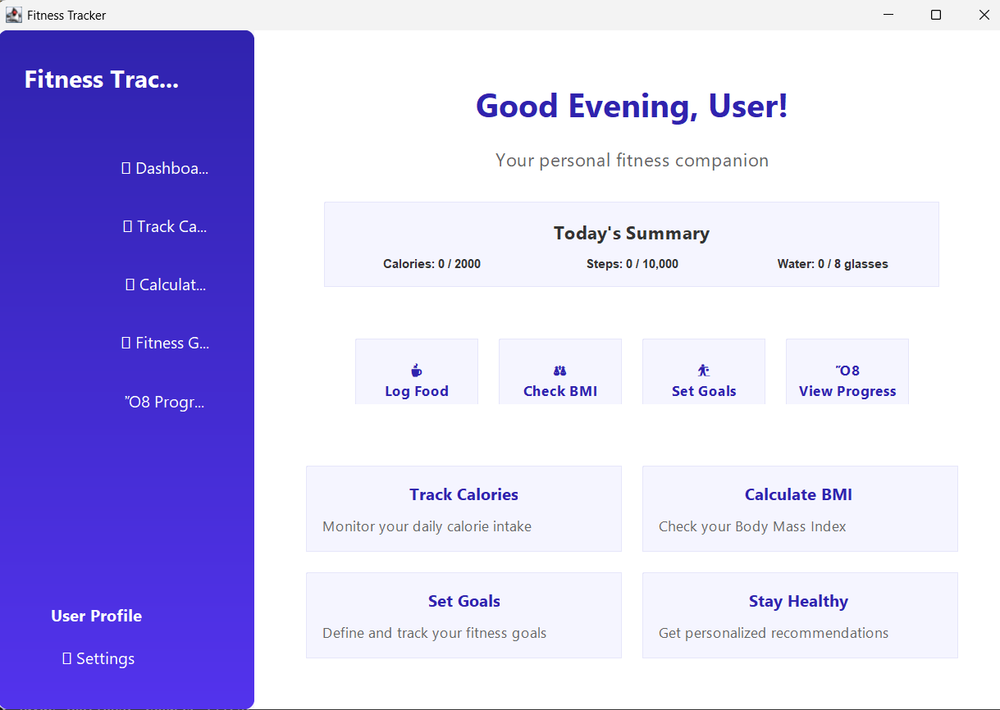 Fitness Tracker
Fitness Trac...
▯ Dashboa...
▯ Track Ca...
▯ Calculat...
▯ Fitness G...
Ὄ8 Progr...
User Profile
▯ Settings
Good Evening, User!
Your personal fitness companion
Today's Summary
Calories: 0 / 2000
Steps: 0 / 10,000
Water: 0 / 8 glasses
Log Food
Check BMI
Set Goals
Ὄ8
View Progress
Track Calories
Monitor your daily calorie intake
Calculate BMI
Check your Body Mass Index
Set Goals
Define and track your fitness goals
Stay Healthy
Get personalized recommendations